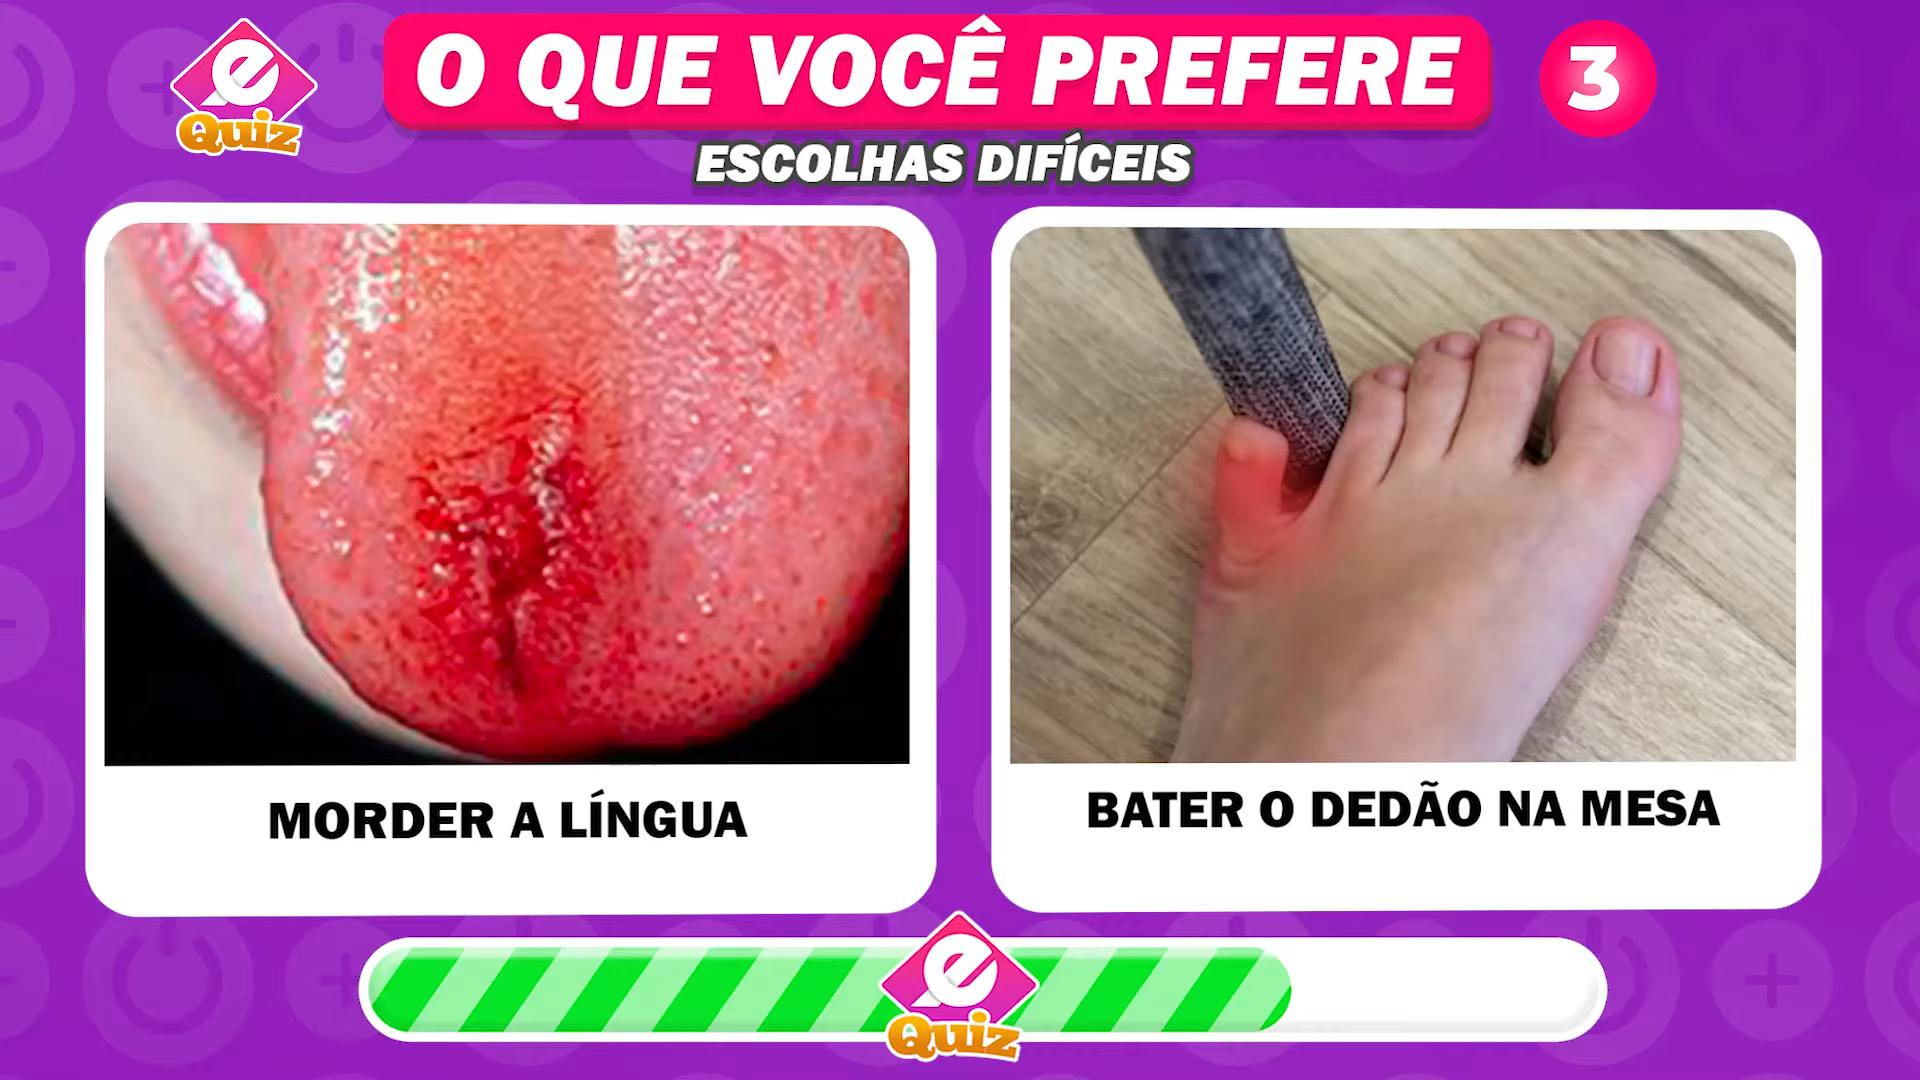 e
Quiz
O QUE VOCÊ PREFERE
3
ESCOLHAS DIFÍCEIS
MORDER A LÍNGUA
BATER O DEDÃO NA MESA
e
Quiz